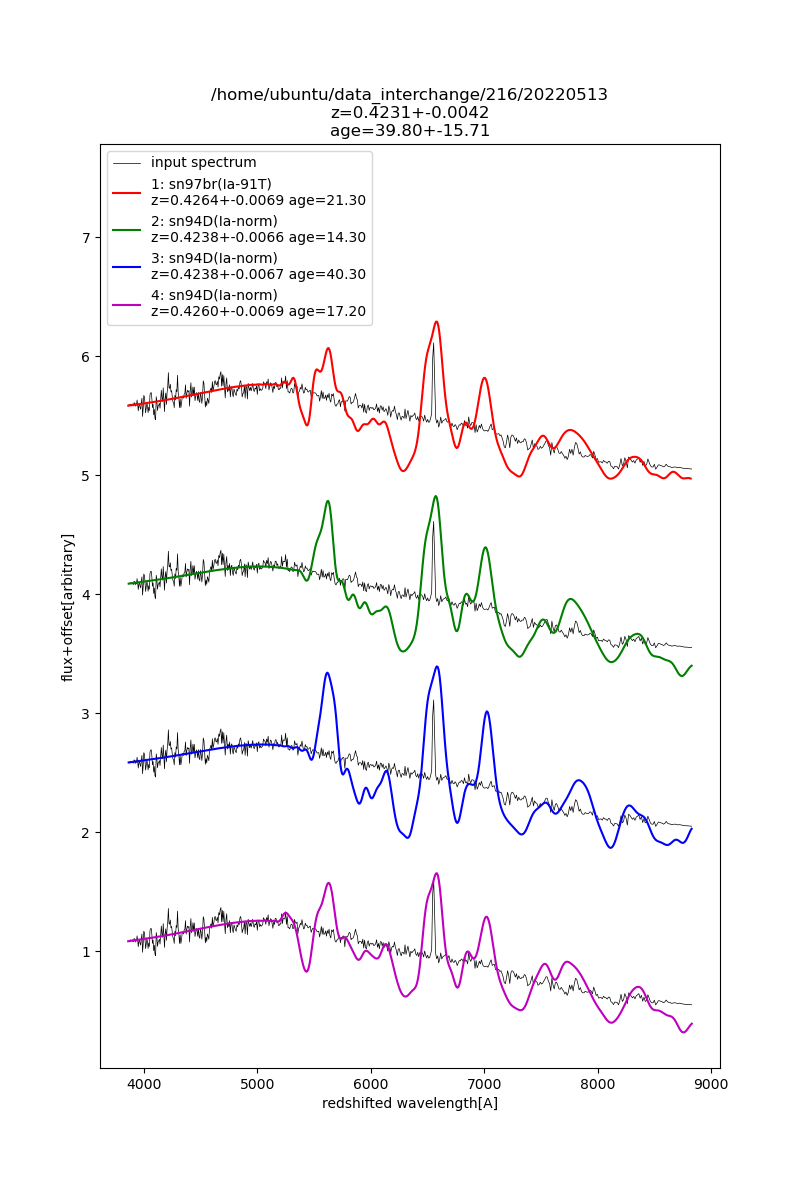 /home/ubuntu/data_interchange/216/20220513
z=0.4231+-0.0042
age=39.80+-15.71
input spectrum
1: sn97br(Ia-91T)
z=0.4264+-0.0069 age=21.30
2: sn94D(Ia-norm)
z=0.4238+-0.0066 age=14.30
3: sn94D(Ia-norm)
z=0.4238+-0.0067 age=40.30
4: sn94D(Ia-norm)
z=0.4260+-0.0069 age=17.20
7
6
5
4
3
2
1
flux+offset[arbitrary]
4000 5000 6000 7000 8000 9000
redshifted wavelength[A]